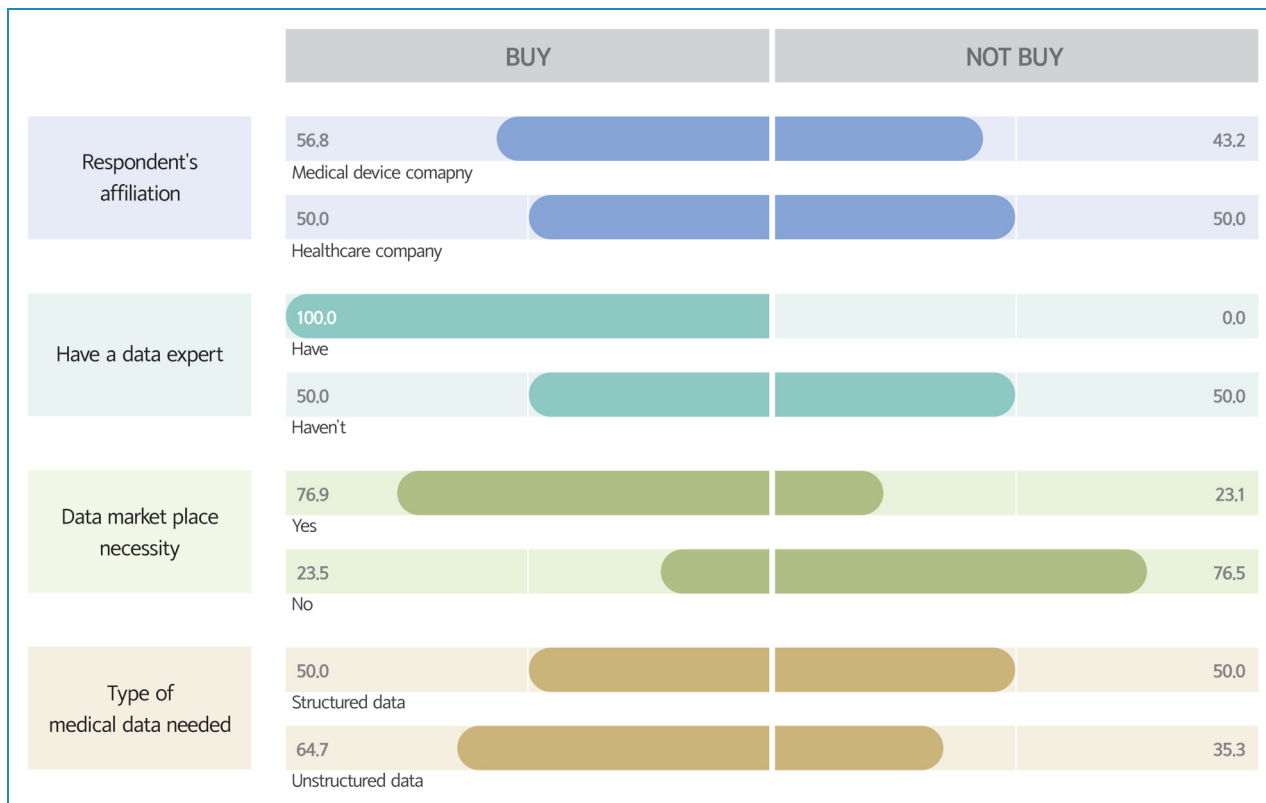 BUY NOT BUY
Respondent's
affiliation
56.8 43.2
Medical device comapny
50.0 50.0
Healthcare company
Have a data expert
100.0 0.0
Have
50.0 50.0
Haven't
Data market place
necessity
76.9 23.1
Yes
23.5 76.5
No
Type of
medical data needed
50.0 50.0
Structured data
64.7 35.3
Unstructured data